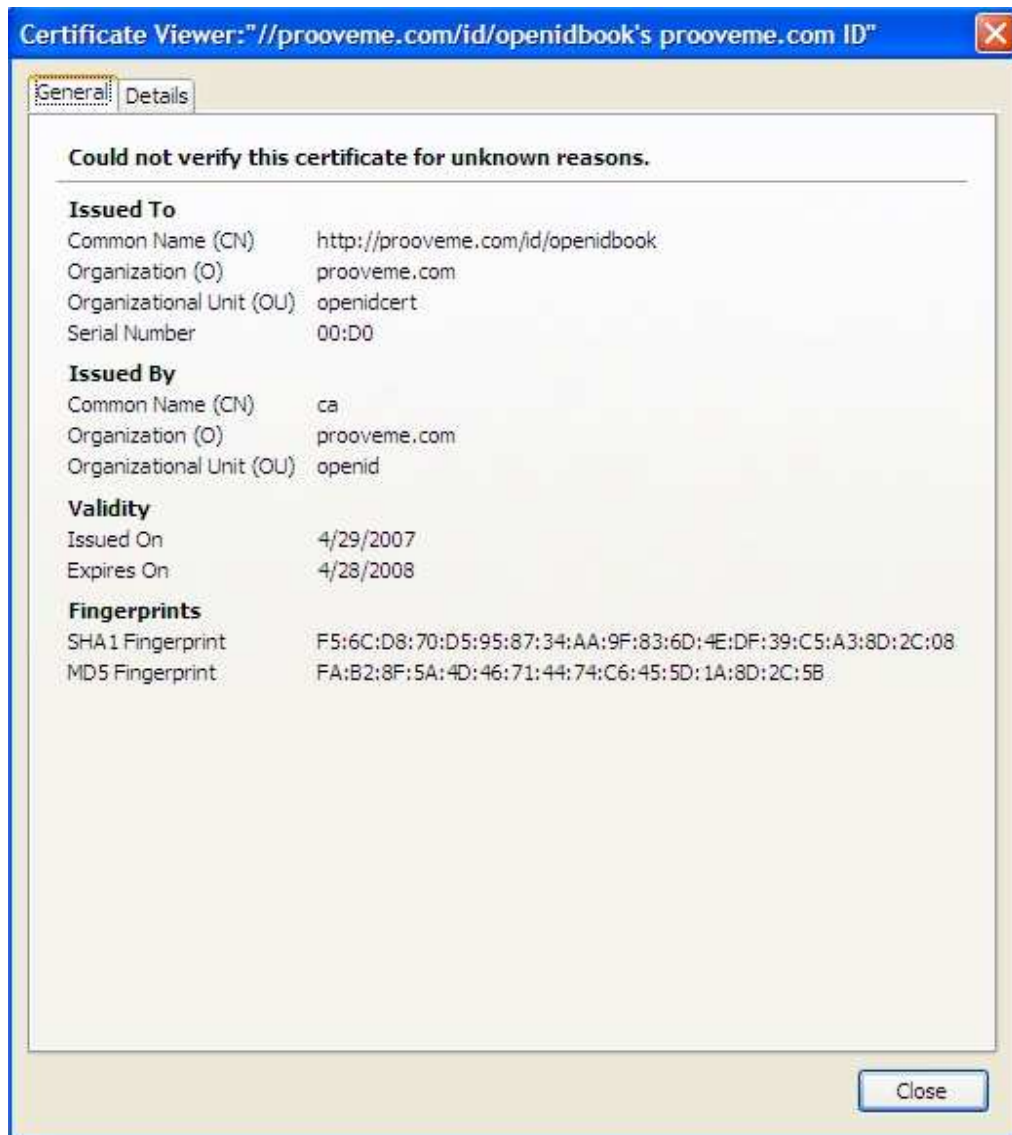 Certificate Viewer:"//prooveme.com/id/openidbook's prooveme.com ID"
General Details
Could not verify this certificate for unknown reasons.
Issued To
Common Name (CN) http://prooveme.com/id/openidbook
Organization (O) prooveme.com
Organizational Unit (OU) openidcert
Serial Number 00:D0
Issued By
Common Name (CN) ca
Organization (O) prooveme.com
Organizational Unit (OU) openid
Validity
Issued On 4/29/2007
Expires On 4/28/2008
Fingerprints
SHA1 Fingerprint F5:6C:D8:70:D5:95:87:34:AA:9F:83:6D:4E:DF:39:C5:A3:8D:2C:08
MD5 Fingerprint FA:B2:8F:5A:4D:46:71:44:74:C6:45:5D:1A:8D:2C:5B
Close